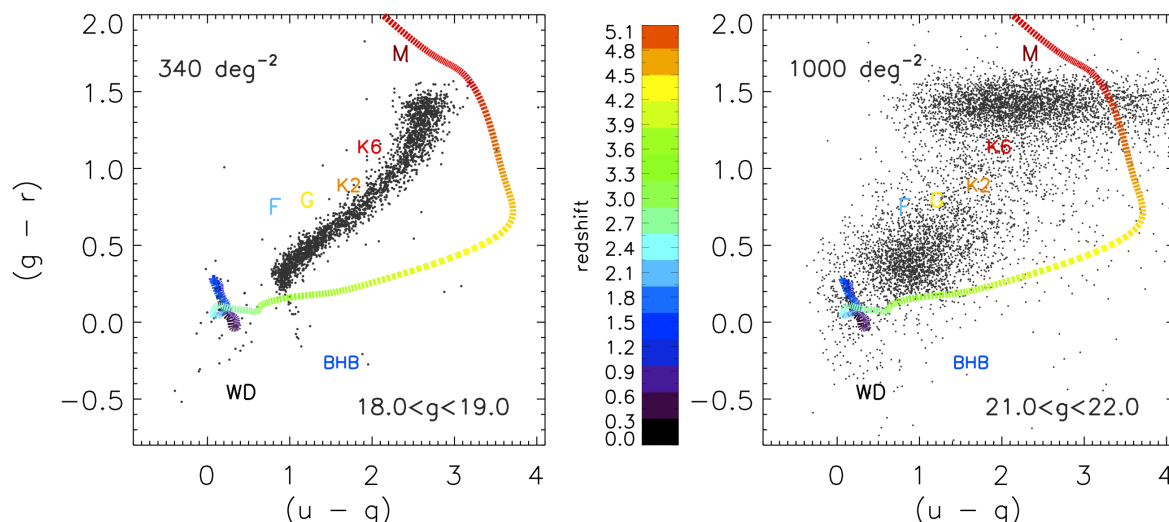 2.0
1.5
1.0
0.5
0.0
−0.5
(g − r)
340 deg⁻²
M
K6
K2
G
F
BHB
WD
18.0<g<19.0
0
1
2
3
4
(u − g)
5.1
4.8
4.5
4.2
3.9
3.6
3.3
3.0
2.7
2.4
2.1
1.8
1.5
1.2
0.9
0.6
0.3
0.0
redshift
2.0
1.5
1.0
0.5
0.0
−0.5
1000 deg⁻²
M
K6
K2
G
F
BHB
WD
21.0<g<22.0
0
1
2
3
4
(u − g)